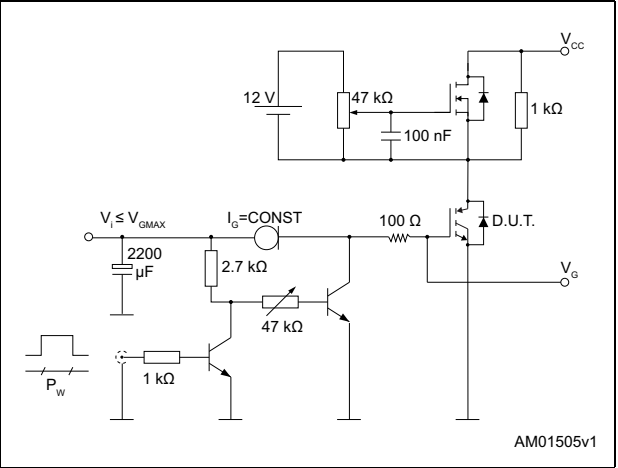 V_CC
12 V
47 kΩ
1 kΩ
100 nF
V_i ≤ V_GMAX
I_G=CONST
100 Ω
D.U.T.
2200
µF
2.7 kΩ
V_G
47 kΩ
1 kΩ
P_W
AM01505v1